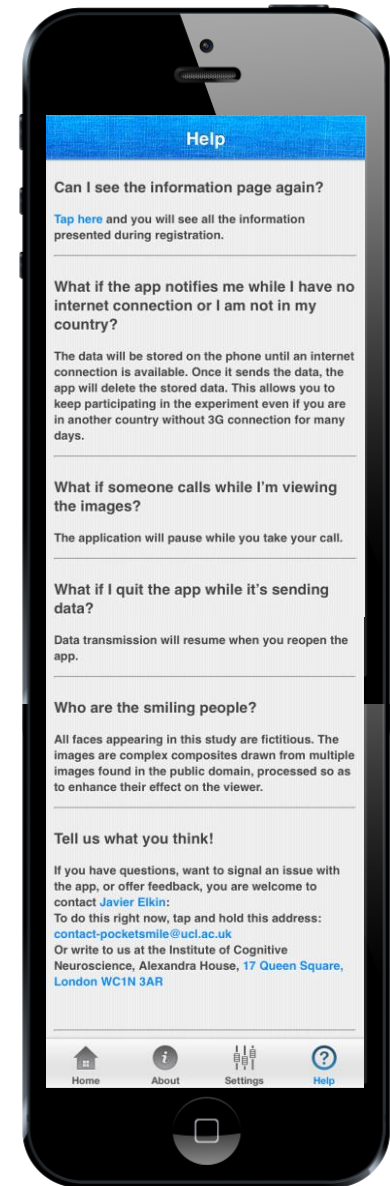 Help
Can I see the information page again?
Tap here and you will see all the information
presented during registration.
What if the app notifies me while I have no
internet connection or I am not in my
country?
The data will be stored on the phone until an internet
connection is available. Once it sends the data, the
app will delete the stored data. This allows you to
keep participating in the experiment even if you are
in another country without 3G connection for many
days.
What if someone calls while I'm viewing
the images?
The application will pause while you take your call.
What if I quit the app while it's sending
data?
Data transmission will resume when you reopen the
app.
Who are the smiling people?
All faces appearing in this study are fictitious. The
images are complex composites drawn from multiple
images found in the public domain, processed so as
to enhance their effect on the viewer.
Tell us what you think!
If you have questions, want to signal an issue with
the app, or offer feedback, you are welcome to
contact Javier Elkin:
To do this right now, tap and hold this address:
contact-pocketsmile@ucl.ac.uk
Or write to us at the Institute of Cognitive
Neuroscience, Alexandra House, 17 Queen Square,
London WC1N 3AR
Home About Settings Help